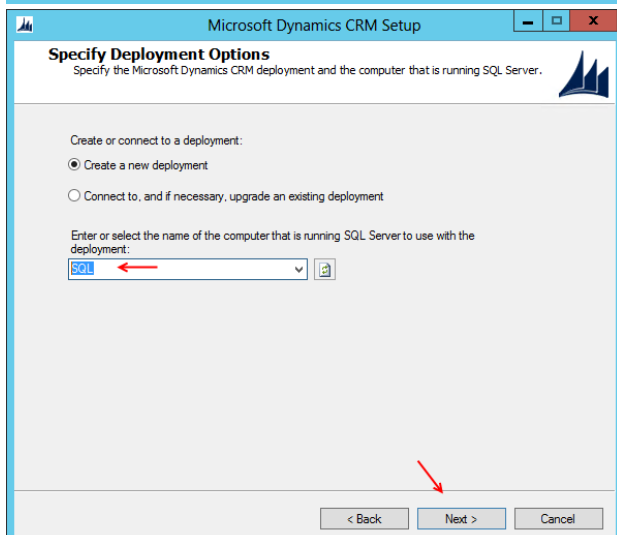 Microsoft Dynamics CRM Setup
Specify Deployment Options
Specify the Microsoft Dynamics CRM deployment and the computer that is running SQL Server.
Create or connect to a deployment:
Create a new deployment
Connect to, and if necessary, upgrade an existing deployment
Enter or select the name of the computer that is running SQL Server to use with the
deployment:
SQL
< Back Next > Cancel